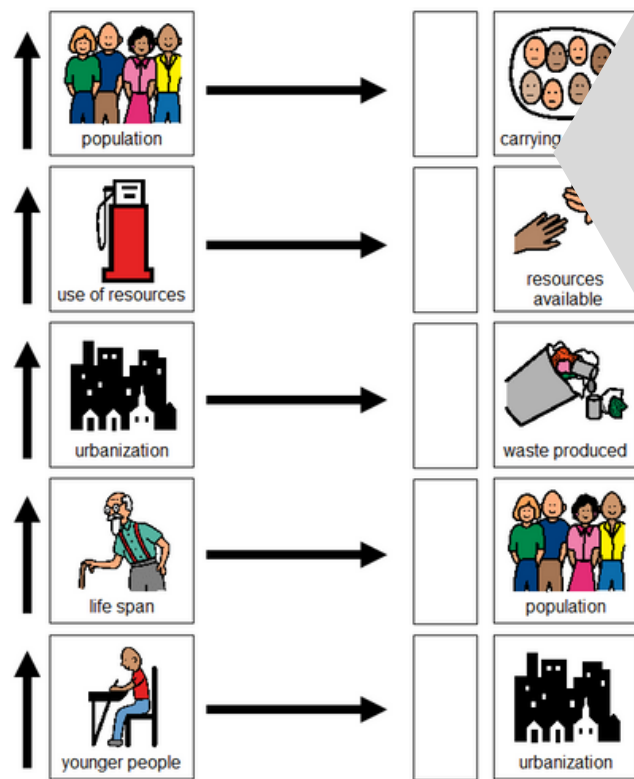 population
carrying
use of resources
resources
available
urbanization
waste produced
life span
population
younger people
urbanization